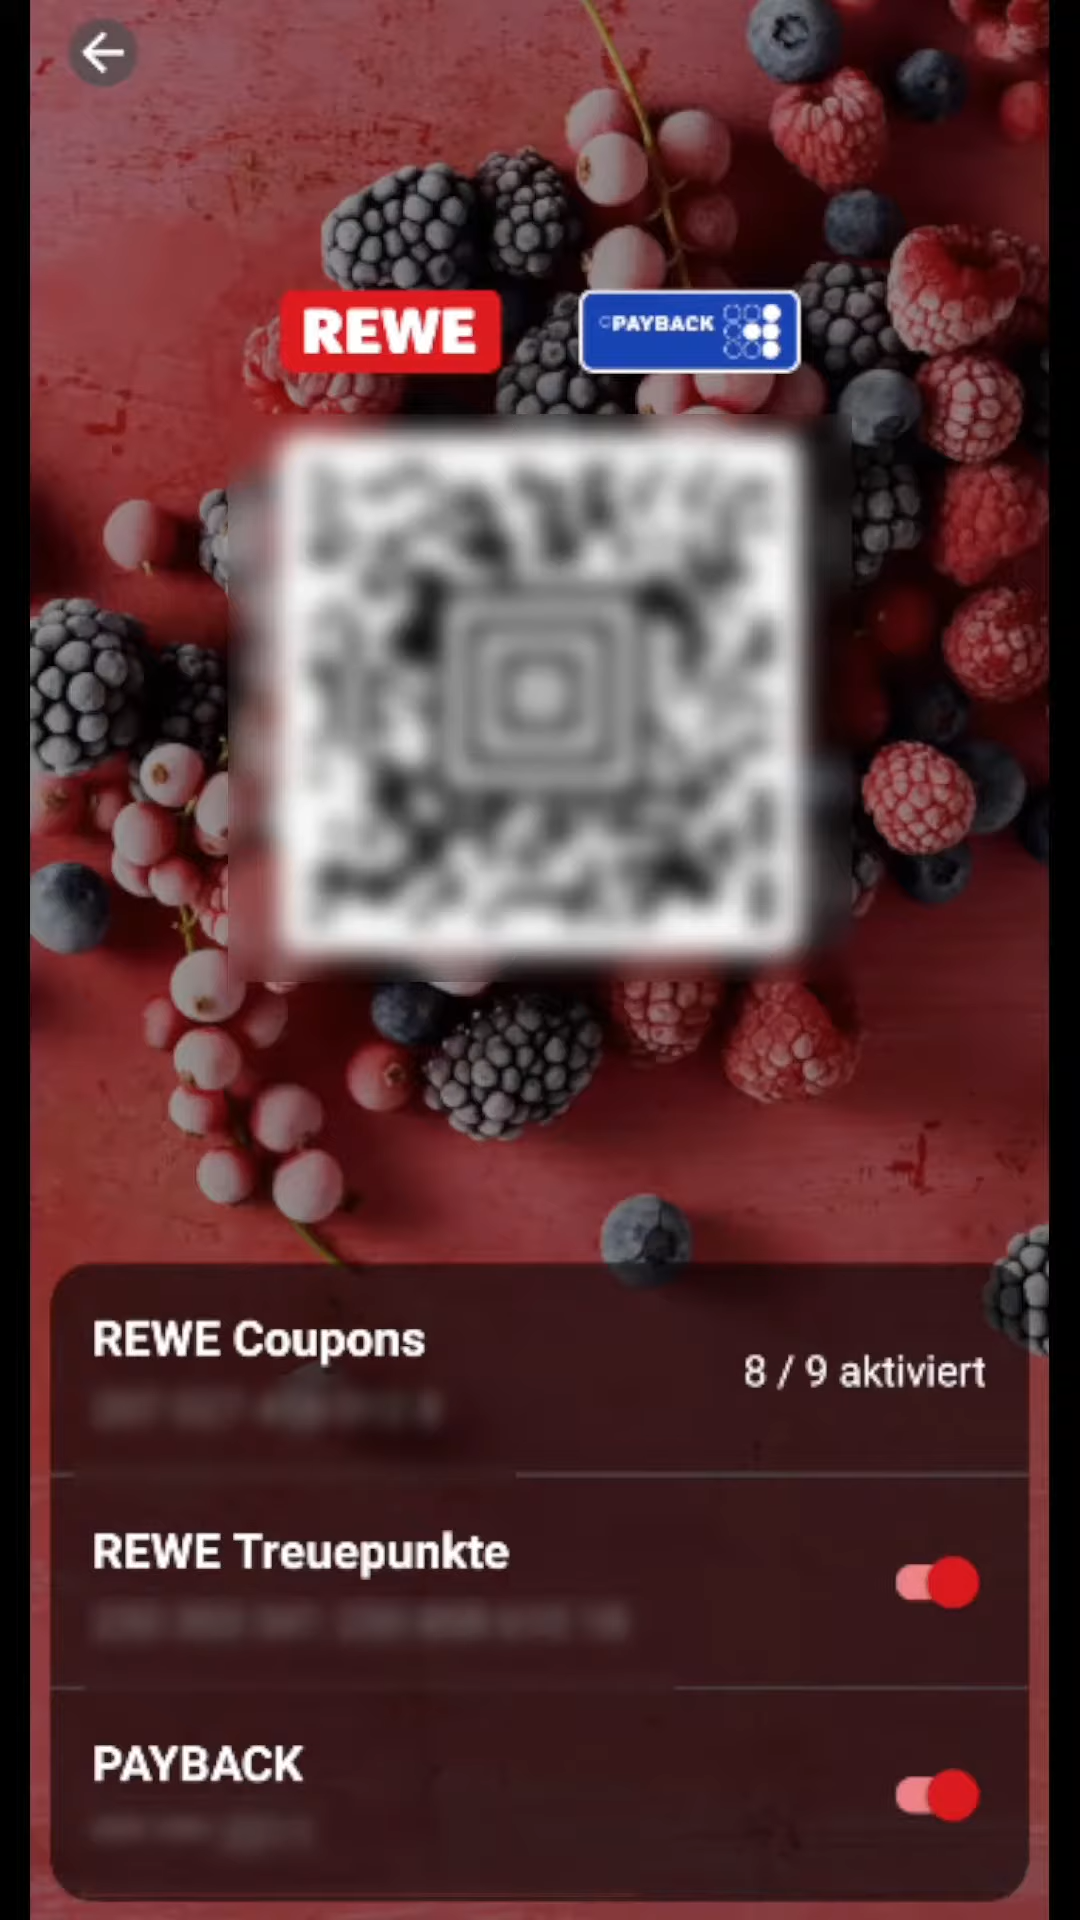 REWE
PAYBACK
REWE Coupons
8 / 9 aktiviert
REWE Treuepunkte
PAYBACK